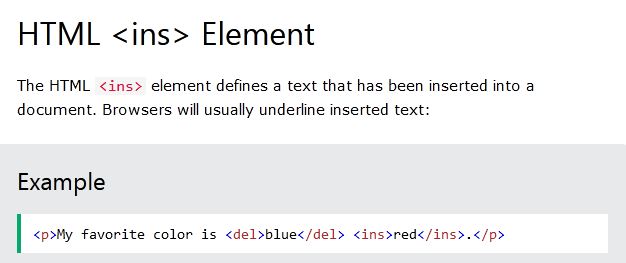 HTML <ins> Element
The HTML <ins> element defines a text that has been inserted into a
document. Browsers will usually underline inserted text:
Example
<p>My favorite color is <del>blue</del> <ins>red</ins>.</p>